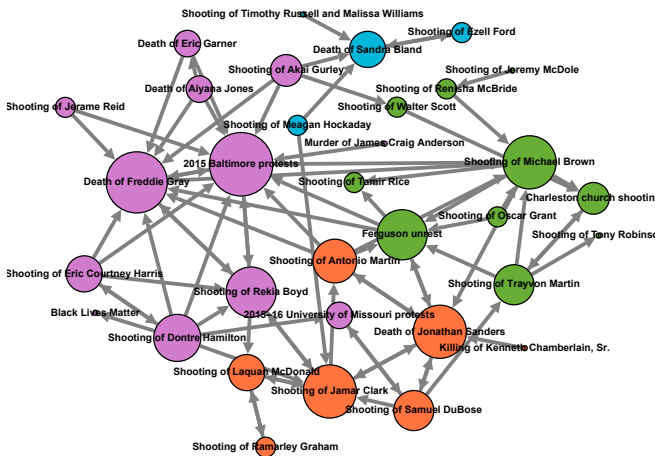 Shooting of Timothy Russell and Malissa Williams
Shooting of Ezell Ford
Death of Eric Garner
Death of Sandra Bland
Shooting of Akai Gurley
Shooting of Jeremy McDole
Death of Aiyana Jones
Shooting of Renisha McBride
Shooting of Jerame Reid
Shooting of Walter Scott
Shooting of Meagan Hockaday
Murder of James Craig Anderson
2015 Baltimore protests
Shooting of Michael Brown
Death of Freddie Gray
Shooting of Tamir Rice
Charleston church shootin
Shooting of Oscar Grant
Ferguson unrest
Shooting of Tony Robinso
Shooting of Antonio Martin
Shooting of Eric Courtney Harris
Shooting of Trayvon Martin
Shooting of Rekia Boyd
Black Lives Matter
2015–16 University of Missouri protests
Death of Jonathan Sanders
Shooting of Dontre Hamilton
Killing of Kenneth Chamberlain, Sr.
Shooting of Laquan McDonald
Shooting of Jamar Clark
Shooting of Samuel DuBose
Shooting of Ramarley Graham